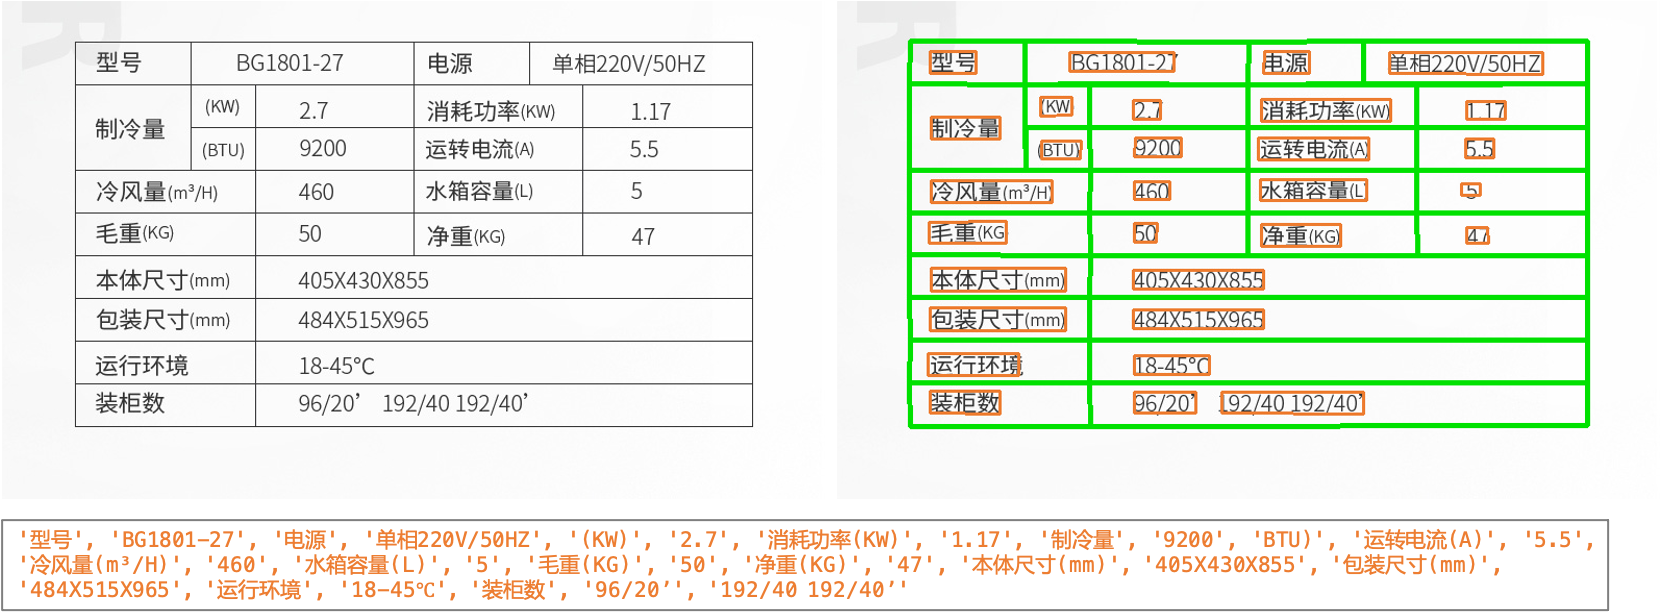 型号 BG1801-27 电源 单相220V/50HZ
制冷量 (KW) 2.7 消耗功率(KW) 1.17
(BTU) 9200 运转电流(A) 5.5
冷风量(m³/H) 460 水箱容量(L) 5
毛重(KG) 50 净重(KG) 47
本体尺寸(mm) 405X430X855
包装尺寸(mm) 484X515X965
运行环境 18-45℃
装柜数 96/20’ 192/40 192/40’
型号 BG1801-27 电源 单相220V/50HZ
制冷量 (KW) 2.7 消耗功率(KW) 1.17
(BTU) 9200 运转电流(A) 5.5
冷风量(m³/H) 460 水箱容量(L) 5
毛重(KG) 50 净重(KG) 47
本体尺寸(mm) 405X430X855
包装尺寸(mm) 484X515X965
运行环境 18-45℃
装柜数 96/20’ 192/40 192/40’
'型号', 'BG1801-27', '电源', '单相220V/50HZ', '(KW)', '2.7', '消耗功率(KW)', '1.17', '制冷量', '9200', 'BTU)', '运转电流(A)', '5.5',
'冷风量(m³/H)', '460', '水箱容量(L)', '5', '毛重(KG)', '50', '净重(KG)', '47', '本体尺寸(mm)', '405X430X855', '包装尺寸(mm)',
'484X515X965', '运行环境', '18-45℃', '装柜数', '96/20’', '192/40 192/40’'